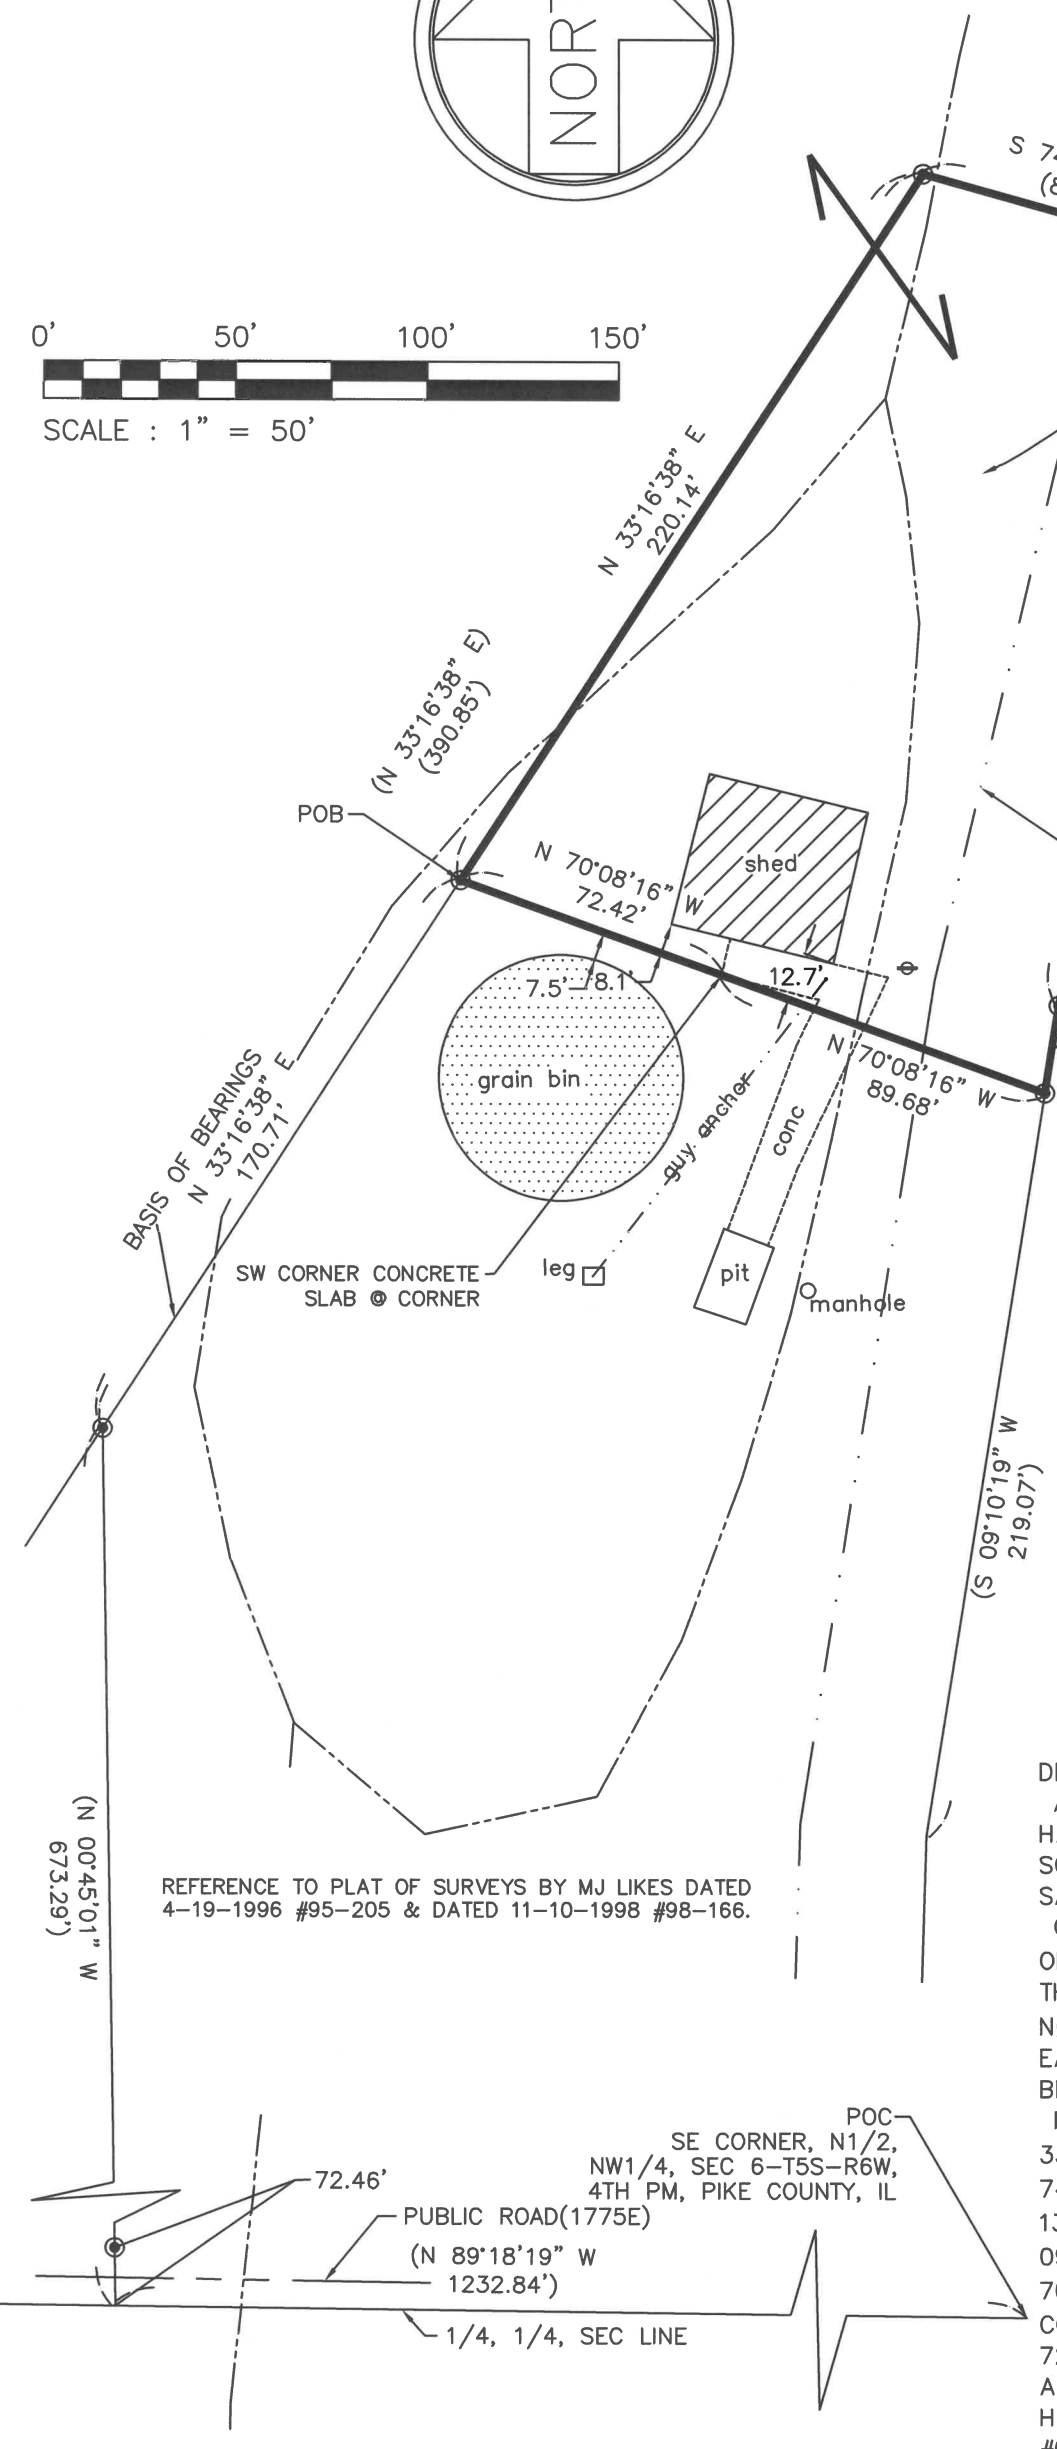 NOR
S 74
(8
0' 50' 100' 150'
SCALE : 1" = 50'
N 33°16'38" E
220.14'
(N 33°16'38" E)
(390.85')
POB
N 70°08'16" W
72.42'
shed
7.5'
8.1'
12.7'
grain bin
N 70°08'16" W
89.68'
guy anchor
conc
BASIS OF BEARINGS
N 33°16'38" E
170.71'
SW CORNER CONCRETE
SLAB @ CORNER
leg
pit
manhole
(S 09°10'19" W
219.07')
(N 00°45'01" W
673.29')
REFERENCE TO PLAT OF SURVEYS BY MJ LIKES DATED
4-19-1996 #95-205 & DATED 11-10-1998 #98-166.
POC
SE CORNER, N1/2,
NW1/4, SEC 6-T5S-R6W,
4TH PM, PIKE COUNTY, IL
72.46'
PUBLIC ROAD(1775E)
(N 89°18'19" W
1232.84')
1/4, 1/4, SEC LINE